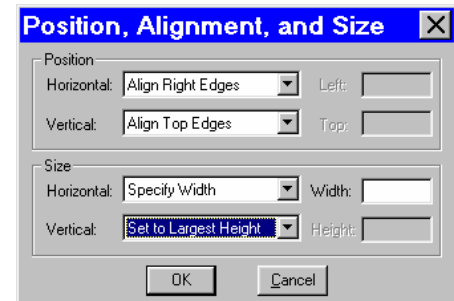 Position, Alignment, and Size
Position
Horizontal: Align Right Edges Left:
Vertical: Align Top Edges Top:
Size
Horizontal: Specify Width Width:
Vertical: Set to Largest Height Height:
OK Cancel